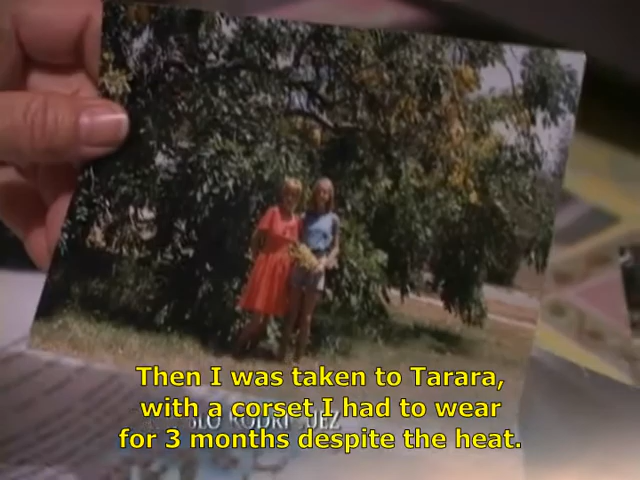 Then I was taken to Tarara,
with a corset I had to wear
for 3 months despite the heat.